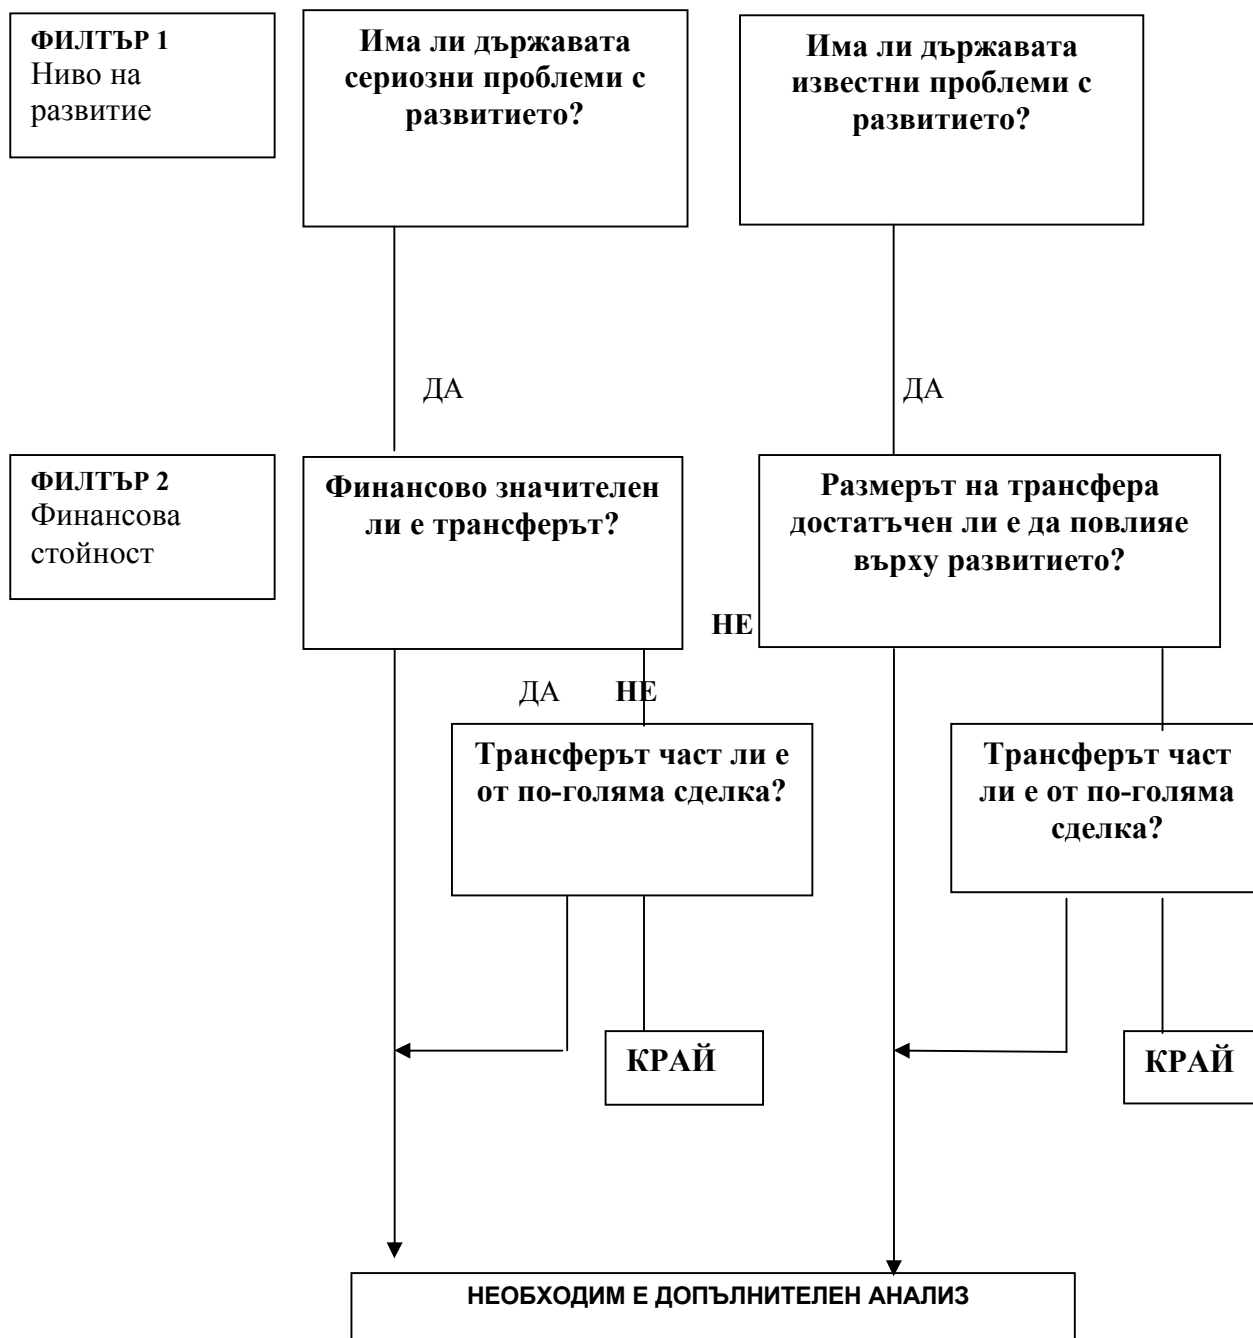 ФИЛТЪР 1
Ниво на
развитие
Има ли държавата
сериозни проблеми с
развитието?
Има ли държавата
известни проблеми с
развитието?
ДА
ДА
ФИЛТЪР 2
Финансова
стойност
Финансово значителен
ли е трансферът?
Размерът на трансфера
достатъчен ли е да повлияе
върху развитието?
НЕ
ДА
НЕ
Трансферът част ли е
от по-голяма сделка?
Трансферът част
ли е от по-голяма
сделка?
КРАЙ
КРАЙ
НЕОБХОДИМ Е ДОПЪЛНИТЕЛЕН АНАЛИЗ